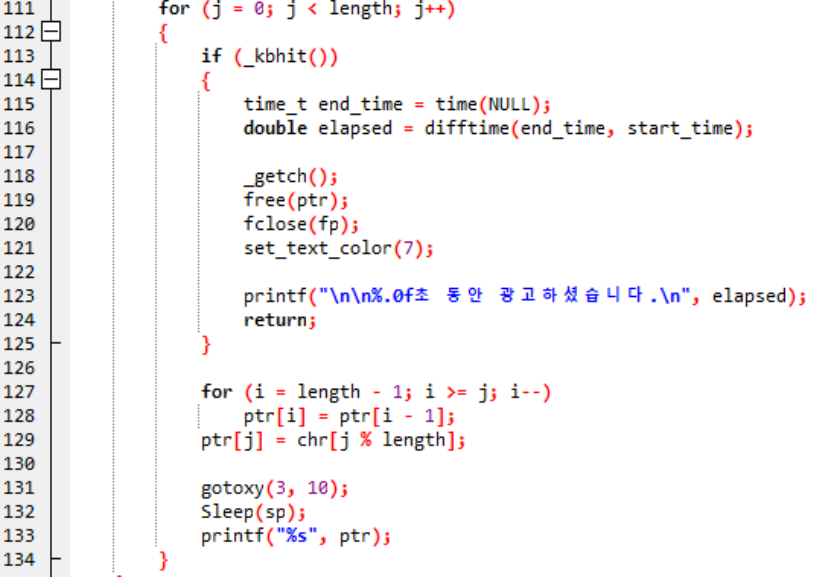 111 for (j = 0; j < length; j++)
112 {
113 if (_kbhit())
114 {
115 time_t end_time = time(NULL);
116 double elapsed = difftime(end_time, start_time);
117
118 _getch();
119 free(ptr);
120 fclose(fp);
121 set_text_color(7);
122
123 printf("\n\n%.0f초 동안 광고하셨습니다.\n", elapsed);
124 return;
125 }
126
127 for (i = length - 1; i >= j; i--)
128 ptr[i] = ptr[i - 1];
129 ptr[j] = chr[j % length];
130
131 gotoxy(3, 10);
132 Sleep(sp);
133 printf("%s", ptr);
134 }